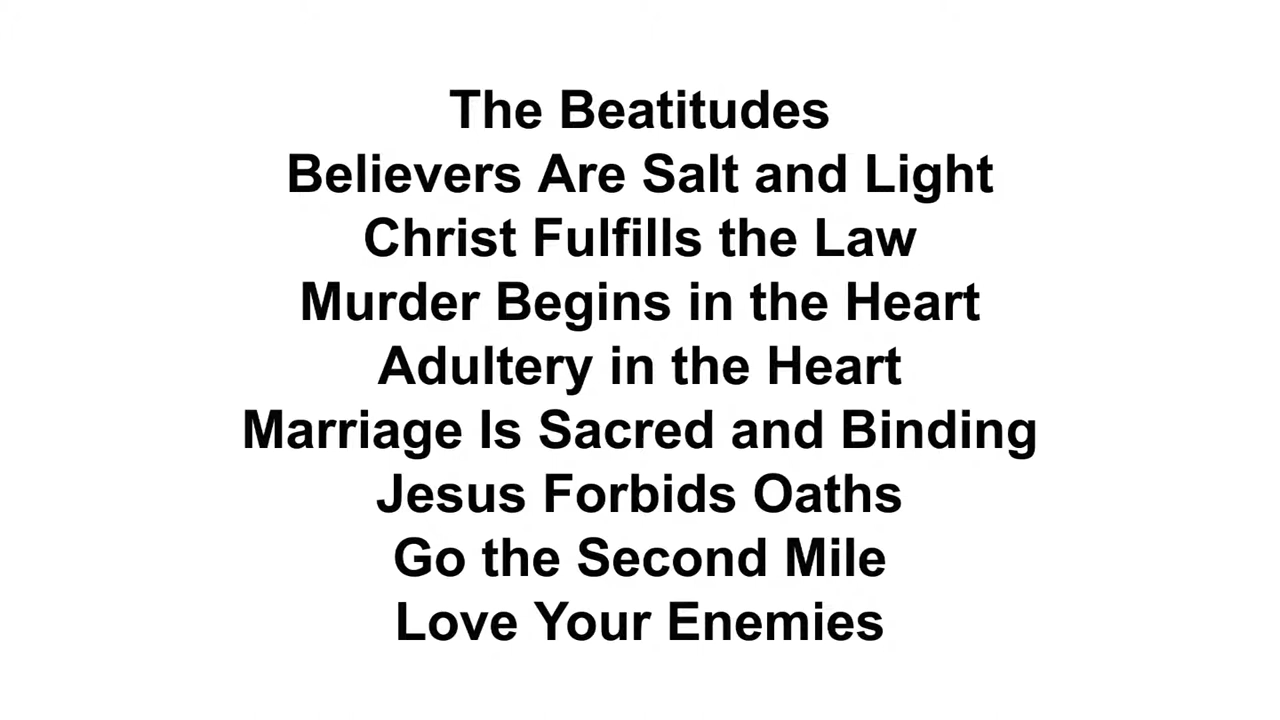 The Beatitudes
Believers Are Salt and Light
Christ Fulfills the Law
Murder Begins in the Heart
Adultery in the Heart
Marriage Is Sacred and Binding
Jesus Forbids Oaths
Go the Second Mile
Love Your Enemies